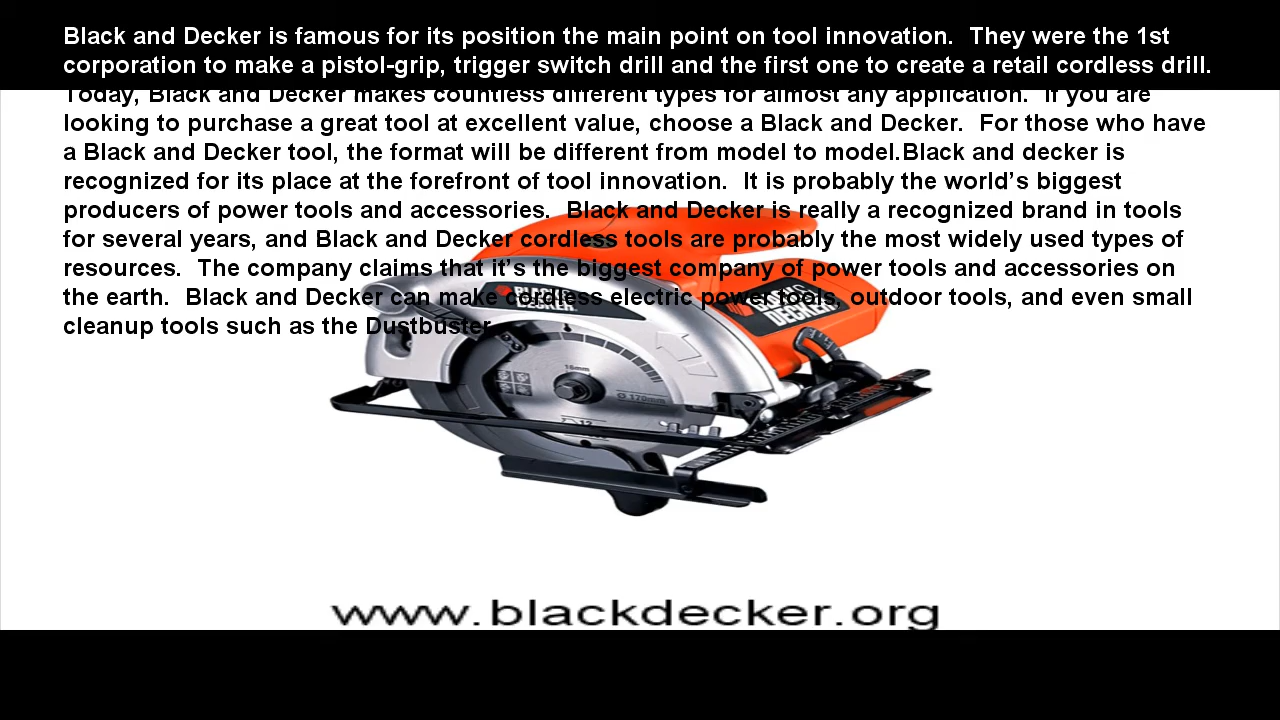 Black and Decker is famous for its position the main point on tool innovation.  They were the 1st
corporation to make a pistol-grip, trigger switch drill and the first one to create a retail cordless drill.
Today, Black and Decker makes countless different types for almost any application.  If you are
looking to purchase a great tool at excellent value, choose a Black and Decker.  For those who have
a Black and Decker tool, the format will be different from model to model.Black and decker is
recognized for its place at the forefront of tool innovation.  It is probably the world's biggest
producers of power tools and accessories.  Black and Decker is really a recognized brand in tools
for several years, and Black and Decker cordless tools are probably the most widely used types of
resources.  The company claims that it's the biggest company of power tools and accessories on
the earth.  Black and Decker can make cordless electric power tools, outdoor tools, and even small
cleanup tools such as the Dustbuster
BLACK&
DECKER
BLACK&
DECKER
16mm
Ø 170mm
www.blackdecker.org